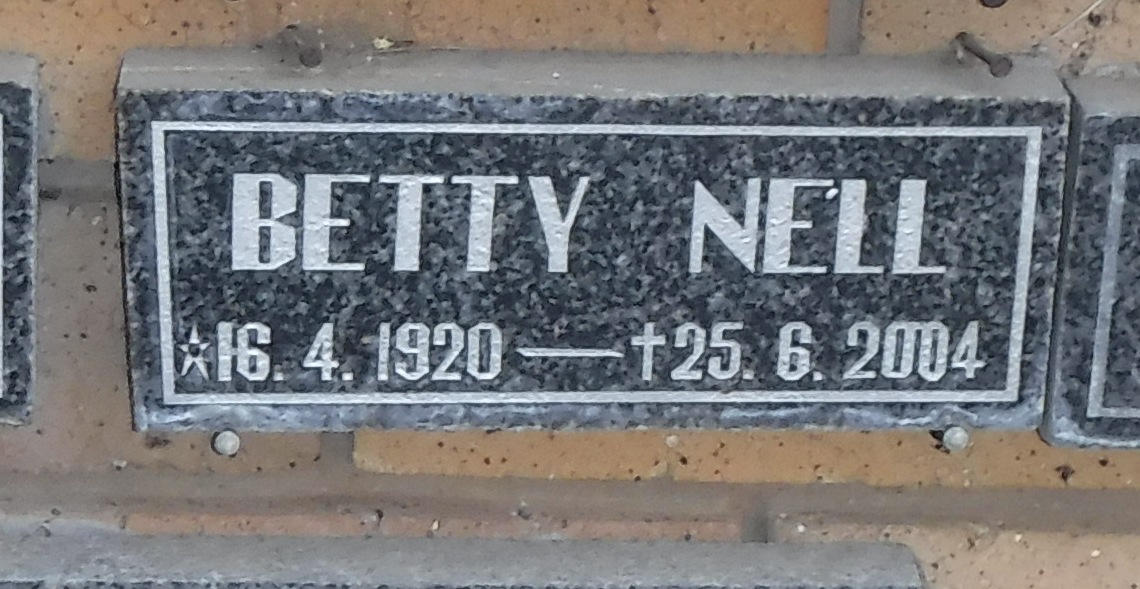 BETTY NELL
☆16. 4. 1920 — †25. 6. 2004